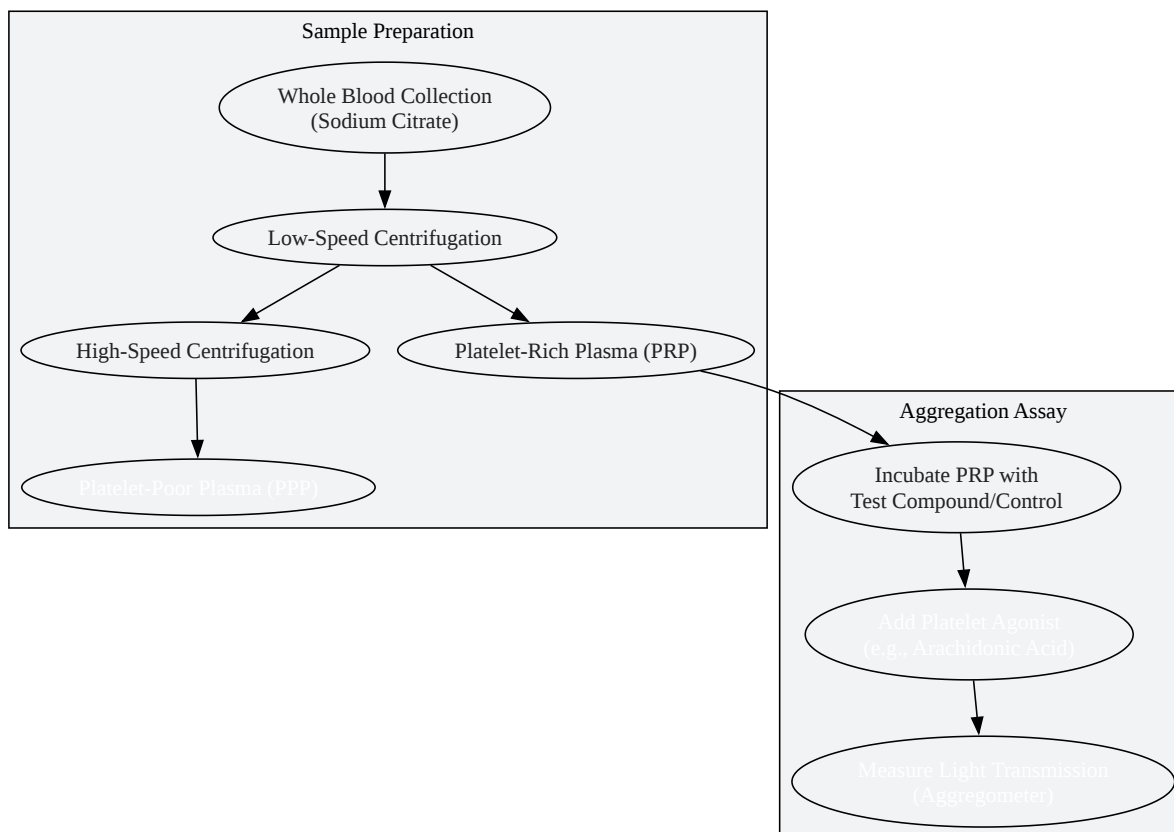 Sample Preparation
Whole Blood Collection
(Sodium Citrate)
Low-Speed Centrifugation
High-Speed Centrifugation
Platelet-Rich Plasma (PRP)
Platelet-Poor Plasma (PPP)
Aggregation Assay
Incubate PRP with
Test Compound/Control
Add Platelet Agonist
(e.g., Arachidonic Acid)
Measure Light Transmission
(Aggregometer)